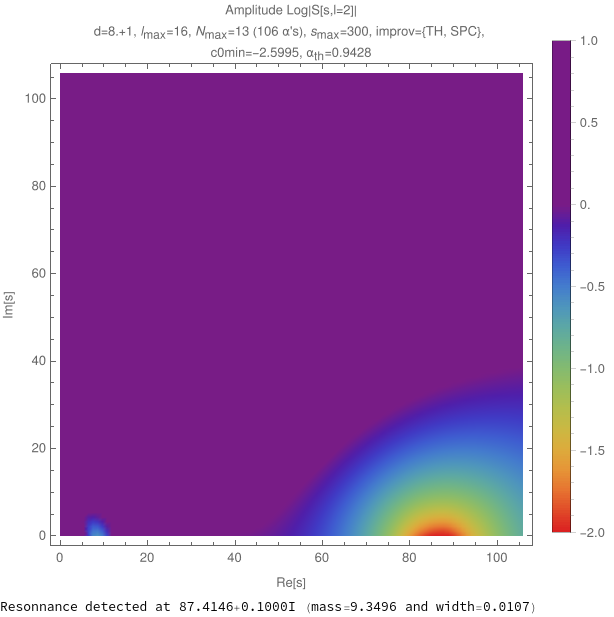 Amplitude Log|S[s,l=2]|
d=8.+1, lmax=16, Nmax=13 (106 α's), smax=300, improv={TH, SPC},
c0min=−2.5995, αth=0.9428
1.0
0.5
0.
−0.5
−1.0
−1.5
−2.0
100
80
60
40
20
0
Im[s]
0 20 40 60 80 100
Re[s]
Resonnance detected at 87.4146+0.1000I (mass=9.3496 and width=0.0107)